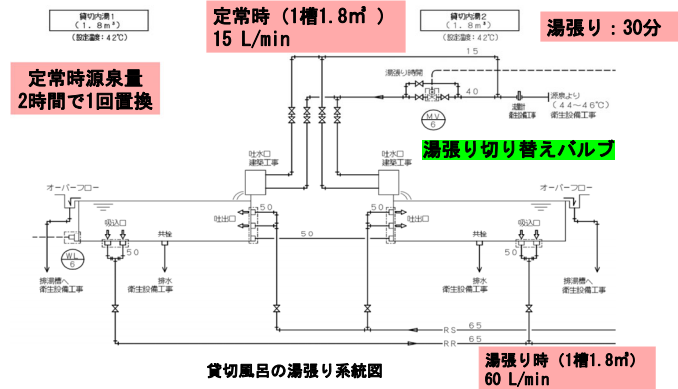 貸切内湯1
(1.8m³)
(設定温度：42℃)
定常時（1槽1.8㎥ ）
15 L/min
貸切内湯2
(1.8m³)
(設定温度：42℃)
湯張り：30分
定常時源泉量
2時間で1回置換
15
湯張り時開
40
源泉より
(44〜46℃)
衛生設備工事
流量計
衛生設備工事
MV
6
湯張り切り替えバルブ
吐水口
建築工事
吐水口
建築工事
オーバーフロー
オーバーフロー
吸込口
50
吐出口
50
吐出口
吸込口
50
50
50
WL
6
共栓
共栓
排湯槽へ
衛生設備工事
排水
衛生設備工事
排水
衛生設備工事
排湯槽へ
衛生設備工事
RS 65
RR 65
湯張り時（1槽1.8㎥）
60 L/min
貸切風呂の湯張り系統図